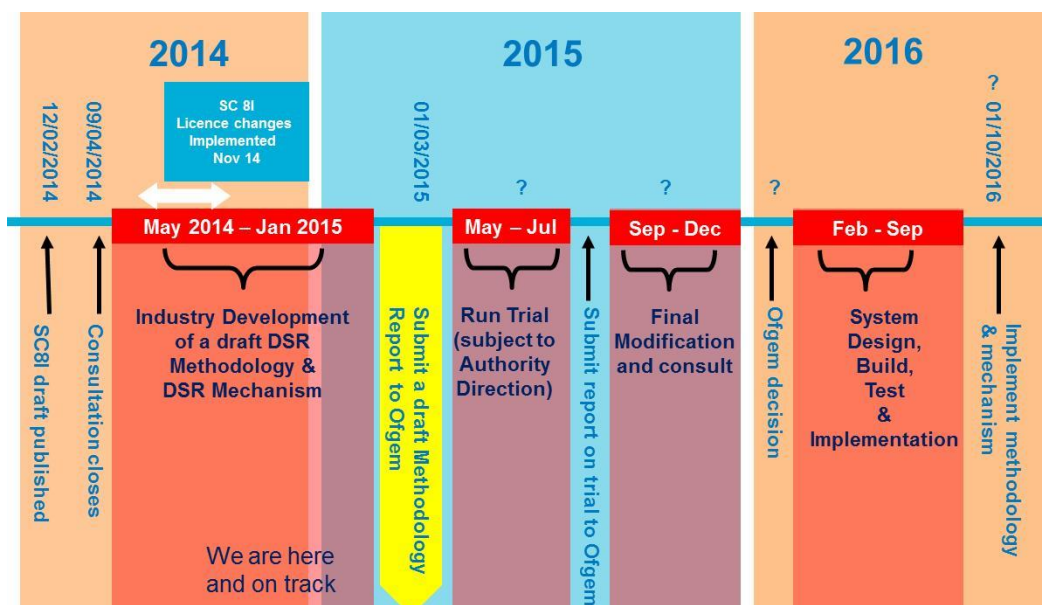 2014
2015
2016
12/02/2014
09/04/2014
SC 8I
Licence changes
Implemented
Nov 14
01/03/2015
?
?
?
?
01/10/2016
May 2014 – Jan 2015
May – Jul
Sep - Dec
Feb - Sep
SC8I draft published
Consultation closes
Industry Development
of a draft DSR
Methodology &
DSR Mechanism
Submit a draft Methodology
Report to Ofgem
Run Trial
(subject to
Authority
Direction)
Submit report on trial to Ofgem
Final
Modification
and consult
Ofgem decision
System
Design,
Build,
Test
&
Implementation
Implement methodology
& mechanism
We are here
and on track